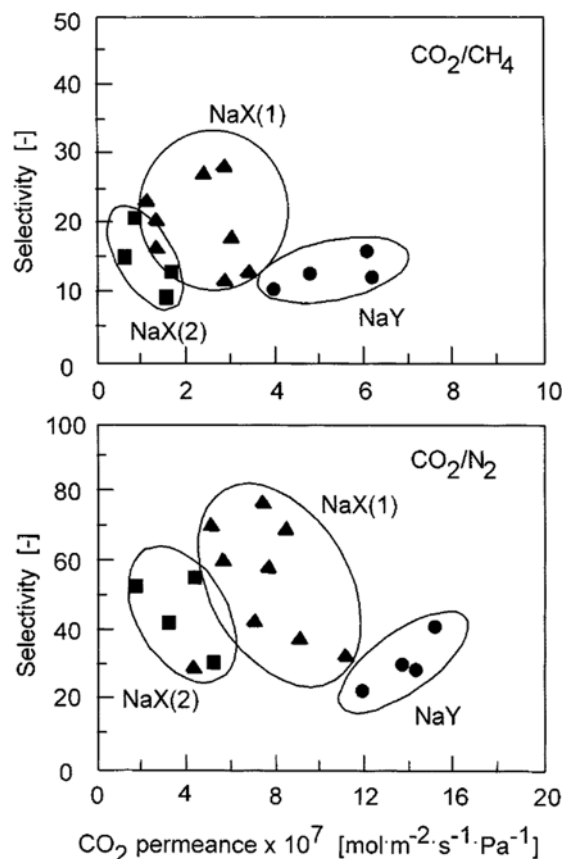 50
CO2/CH4
40
NaX(1)
30
20
10
NaX(2)
NaY
0
0 2 4 6 8 10
Selectivity [-]
100
CO2/N2
80
NaX(1)
60
40
20
NaX(2)
NaY
0
0 4 8 12 16 20
Selectivity [-]
CO2 permeance x 10^7 [mol·m^-2·s^-1·Pa^-1]